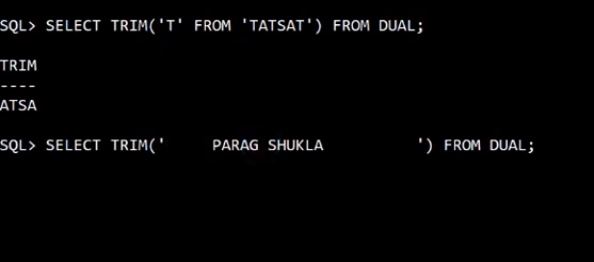 SQL> SELECT TRIM('T' FROM 'TATSAT') FROM DUAL;
TRIM
----
ATSA
SQL> SELECT TRIM('     PARAG SHUKLA          ') FROM DUAL;